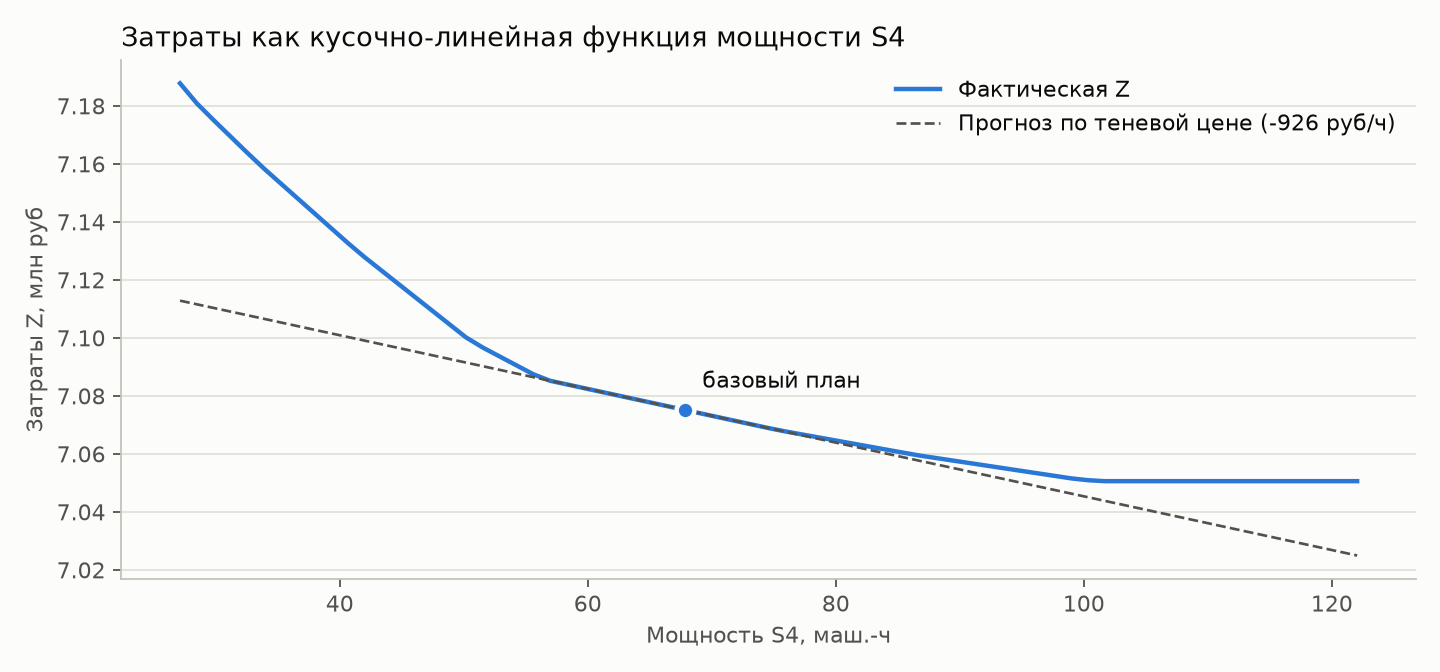 Затраты как кусочно-линейная функция мощности S4
Фактическая Z
Прогноз по теневой цене (-926 руб/ч)
Затраты Z, млн руб
7.18
7.16
7.14
7.12
7.10
7.08
7.06
7.04
7.02
базовый план
40
60
80
100
120
Мощность S4, маш.-ч